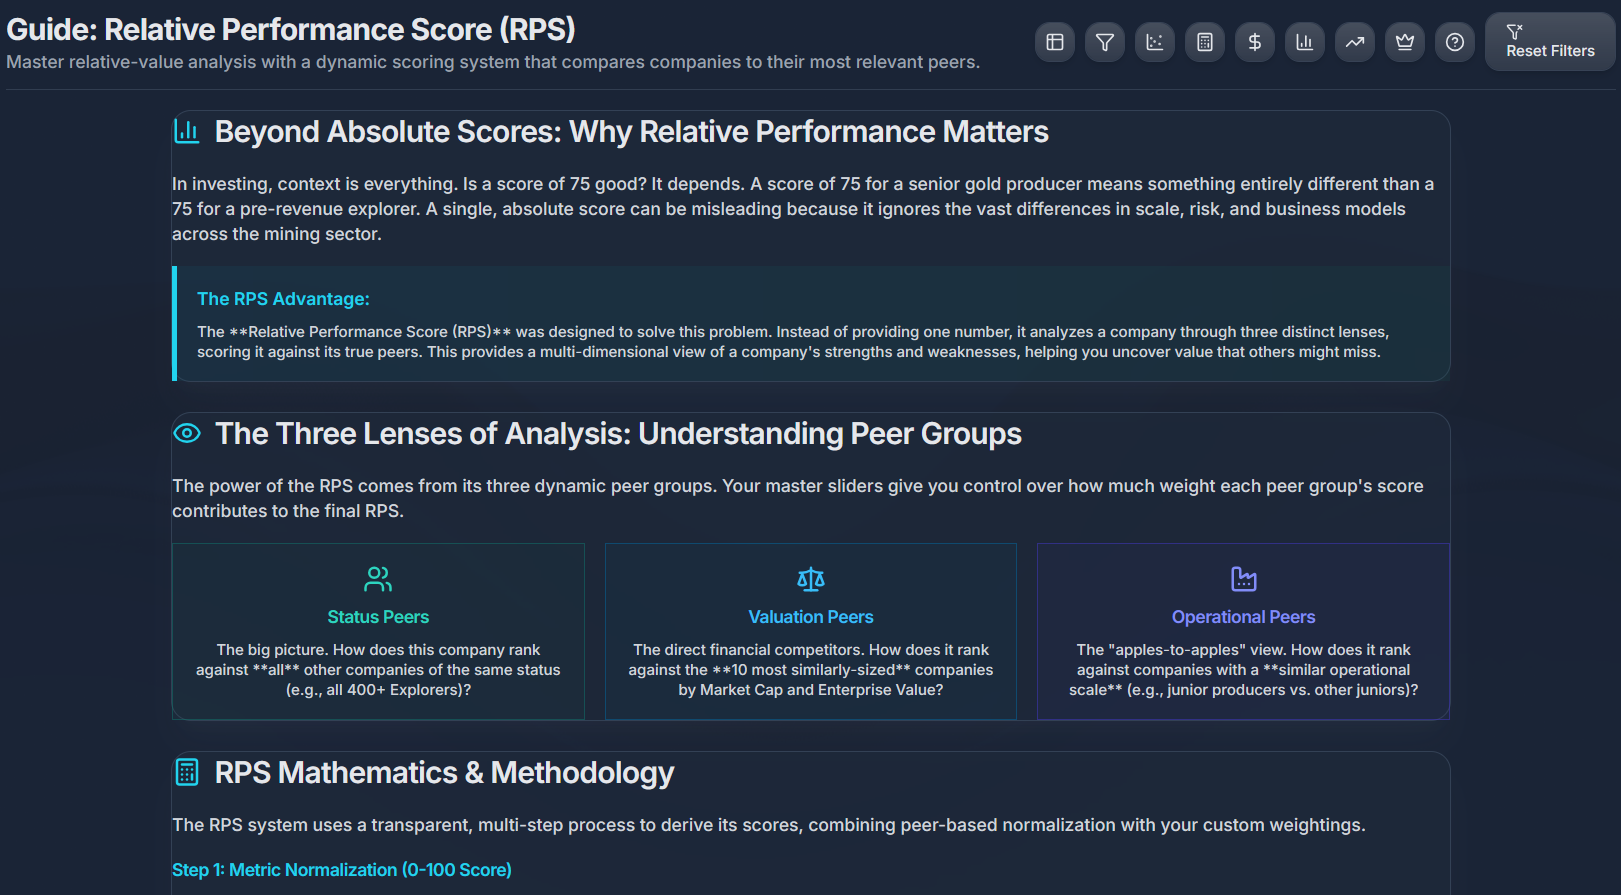 Guide: Relative Performance Score (RPS)
Master relative-value analysis with a dynamic scoring system that compares companies to their most relevant peers.
Reset Filters
Beyond Absolute Scores: Why Relative Performance Matters
In investing, context is everything. Is a score of 75 good? It depends. A score of 75 for a senior gold producer means something entirely different than a
75 for a pre-revenue explorer. A single, absolute score can be misleading because it ignores the vast differences in scale, risk, and business models
across the mining sector.
The RPS Advantage:
The **Relative Performance Score (RPS)** was designed to solve this problem. Instead of providing one number, it analyzes a company through three distinct lenses,
scoring it against its true peers. This provides a multi-dimensional view of a company's strengths and weaknesses, helping you uncover value that others might miss.
The Three Lenses of Analysis: Understanding Peer Groups
The power of the RPS comes from its three dynamic peer groups. Your master sliders give you control over how much weight each peer group's score
contributes to the final RPS.
Status Peers
The big picture. How does this company rank
against **all** other companies of the same status
(e.g., all 400+ Explorers)?
Valuation Peers
The direct financial competitors. How does it rank
against the **10 most similarly-sized** companies
by Market Cap and Enterprise Value?
Operational Peers
The "apples-to-apples" view. How does it rank
against companies with a **similar operational
scale** (e.g., junior producers vs. other juniors)?
RPS Mathematics & Methodology
The RPS system uses a transparent, multi-step process to derive its scores, combining peer-based normalization with your custom weightings.
Step 1: Metric Normalization (0-100 Score)